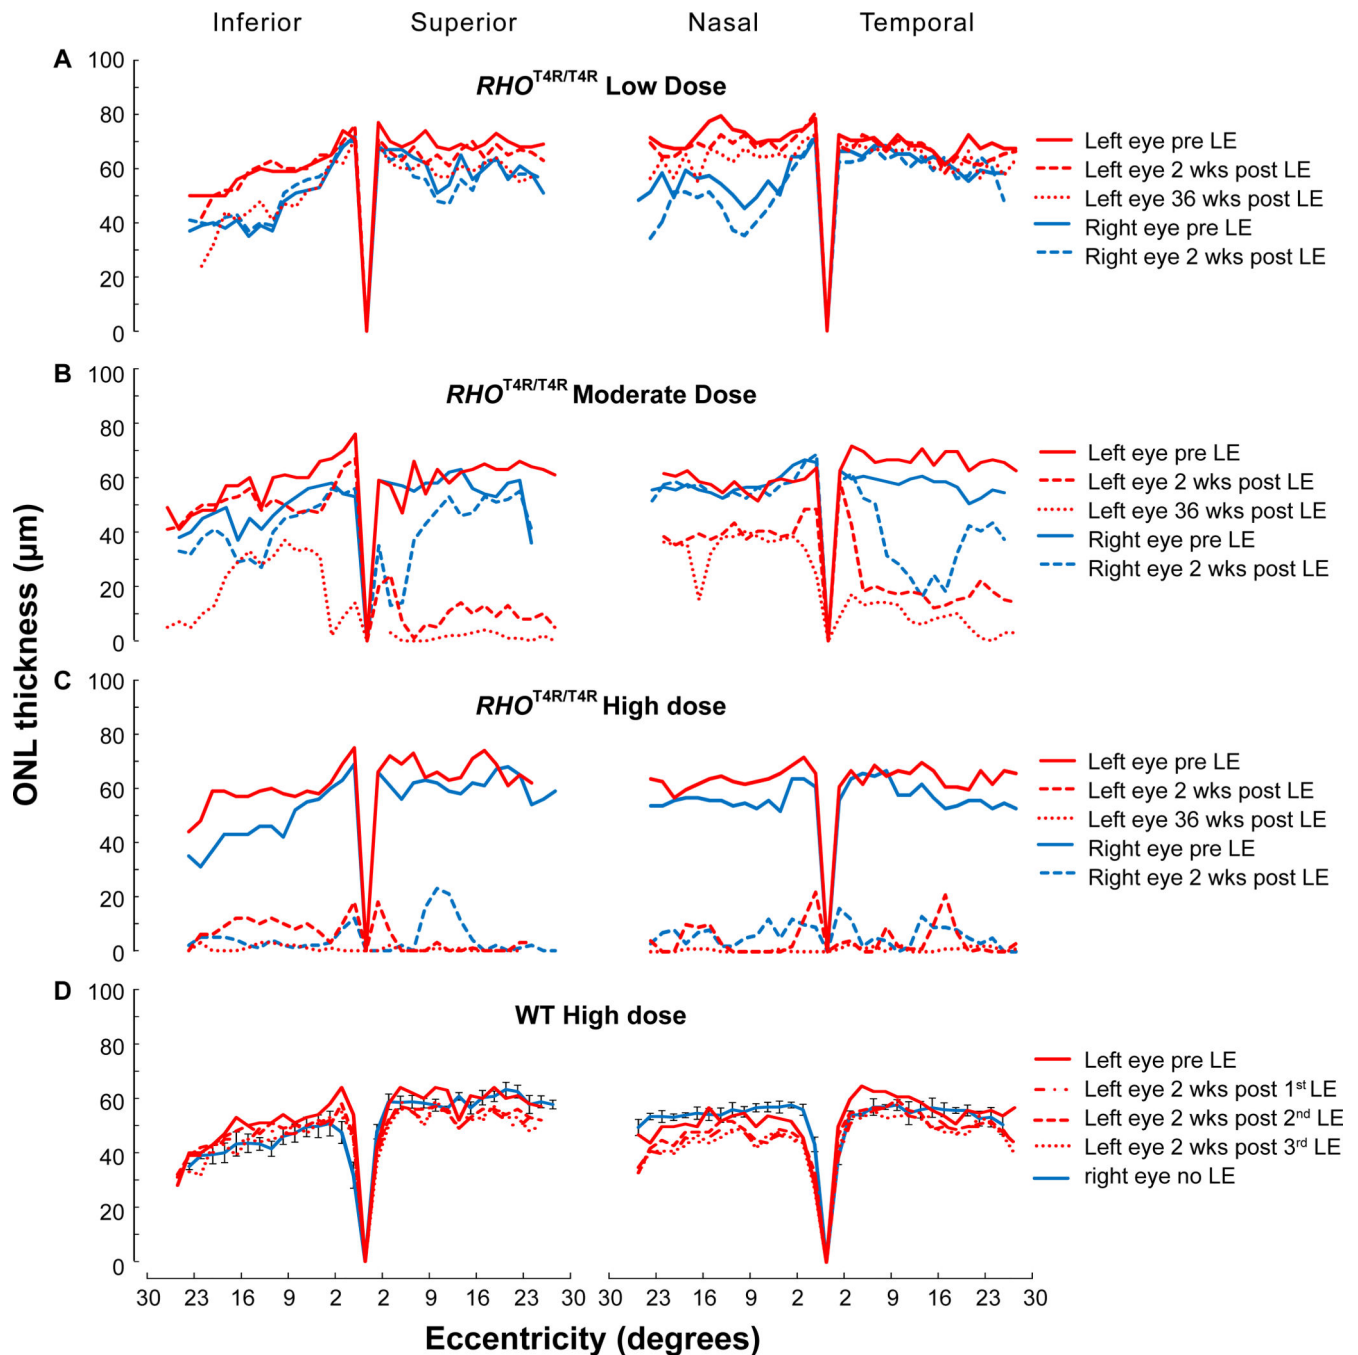 Inferior Superior Nasal Temporal
A
RHO^T4R/T4R Low Dose
100
80
60
40
20
0
Left eye pre LE
Left eye 2 wks post LE
Left eye 36 wks post LE
Right eye pre LE
Right eye 2 wks post LE
B
RHO^T4R/T4R Moderate Dose
100
80
60
40
20
0
Left eye pre LE
Left eye 2 wks post LE
Left eye 36 wks post LE
Right eye pre LE
Right eye 2 wks post LE
C
RHO^T4R/T4R High dose
100
80
60
40
20
0
Left eye pre LE
Left eye 2 wks post LE
Left eye 36 wks post LE
Right eye pre LE
Right eye 2 wks post LE
D
WT High dose
100
80
60
40
20
0
Left eye pre LE
Left eye 2 wks post 1st LE
Left eye 2 wks post 2nd LE
Left eye 2 wks post 3rd LE
right eye no LE
ONL thickness (µm)
30 23 16 9 2 2 9 16 23 30 30 23 16 9 2 2 9 16 23 30
Eccentricity (degrees)